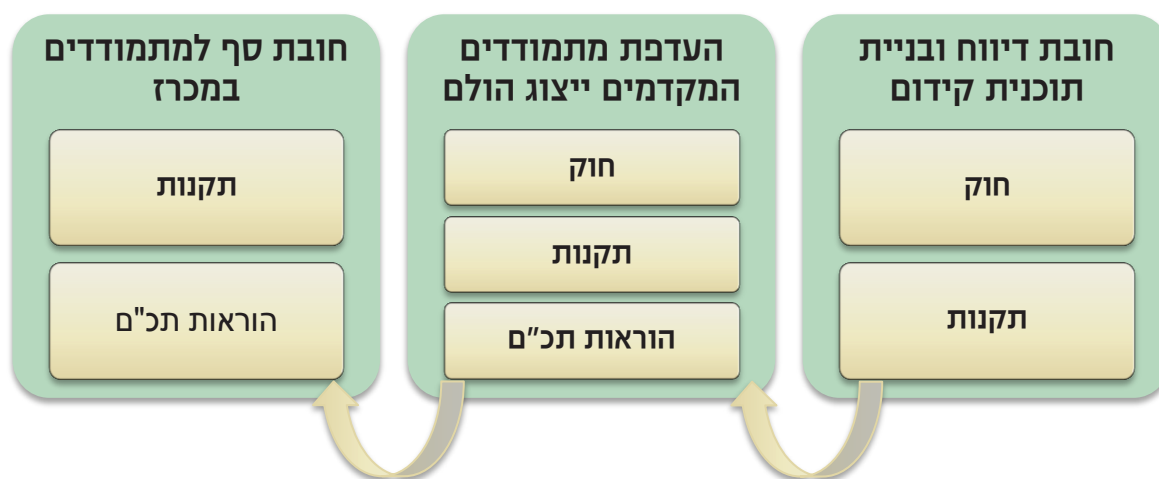 חובת דיווח ובניית
תוכנית קידום
חוק
תקנות
העדפת מתמודדים
המקדמים ייצוג הולם
חוק
תקנות
הוראות תכ״ם
חובת סף למתמודדים
במכרז
תקנות
הוראות תכ"ם